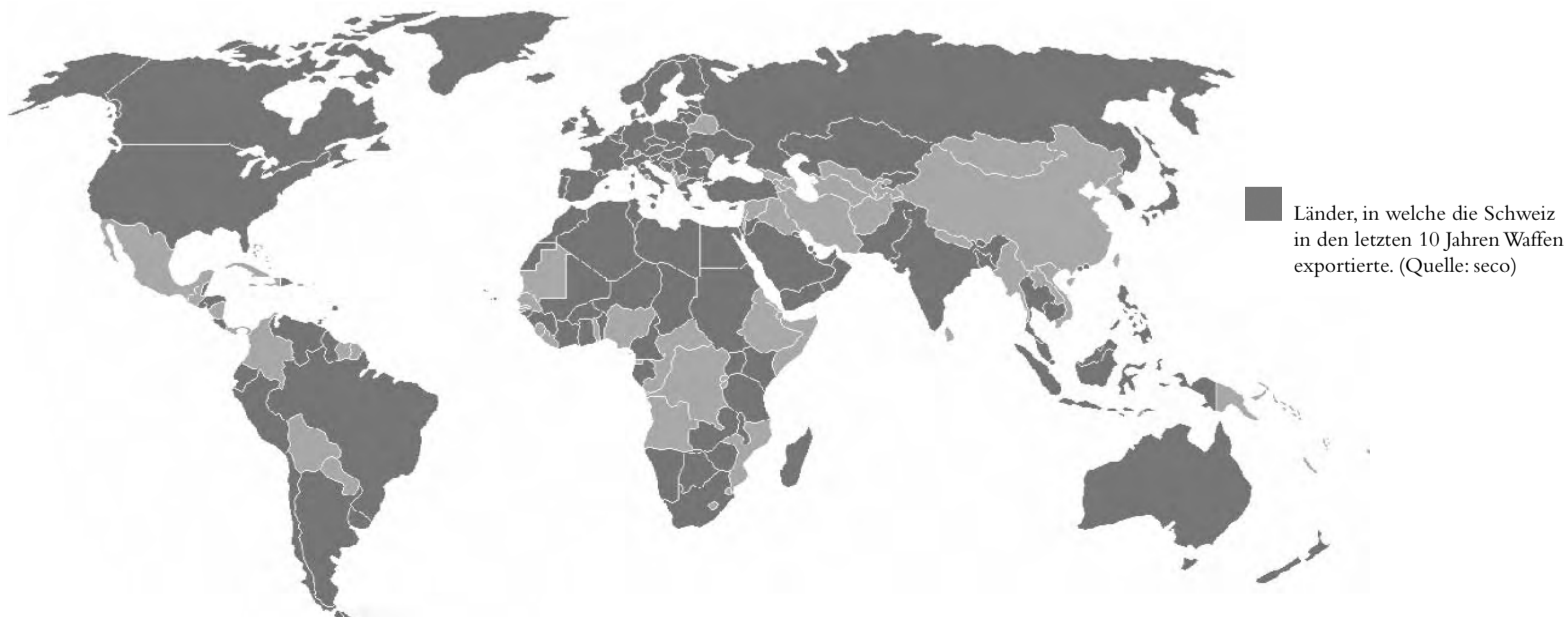 Länder, in welche die Schweiz
in den letzten 10 Jahren Waffen
exportierte. (Quelle: seco)